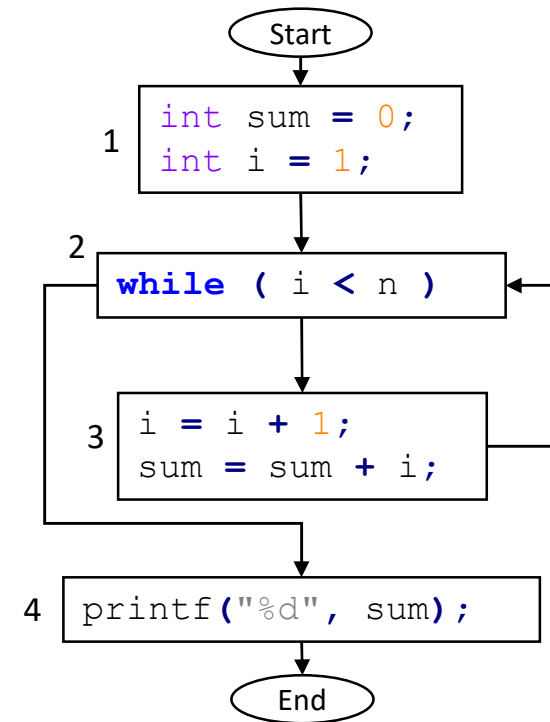 Start
1
int sum = 0;
int i = 1;
2
while ( i < n )
3
i = i + 1;
sum = sum + i;
4
printf("%d", sum);
End